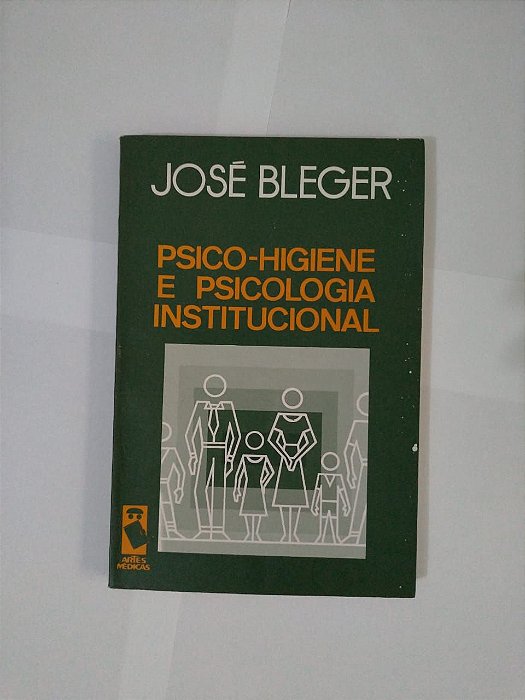 JOSÉ BLEGER
PSICO-HIGIENE
E PSICOLOGIA
INSTITUCIONAL
ARTES
MÉDICAS